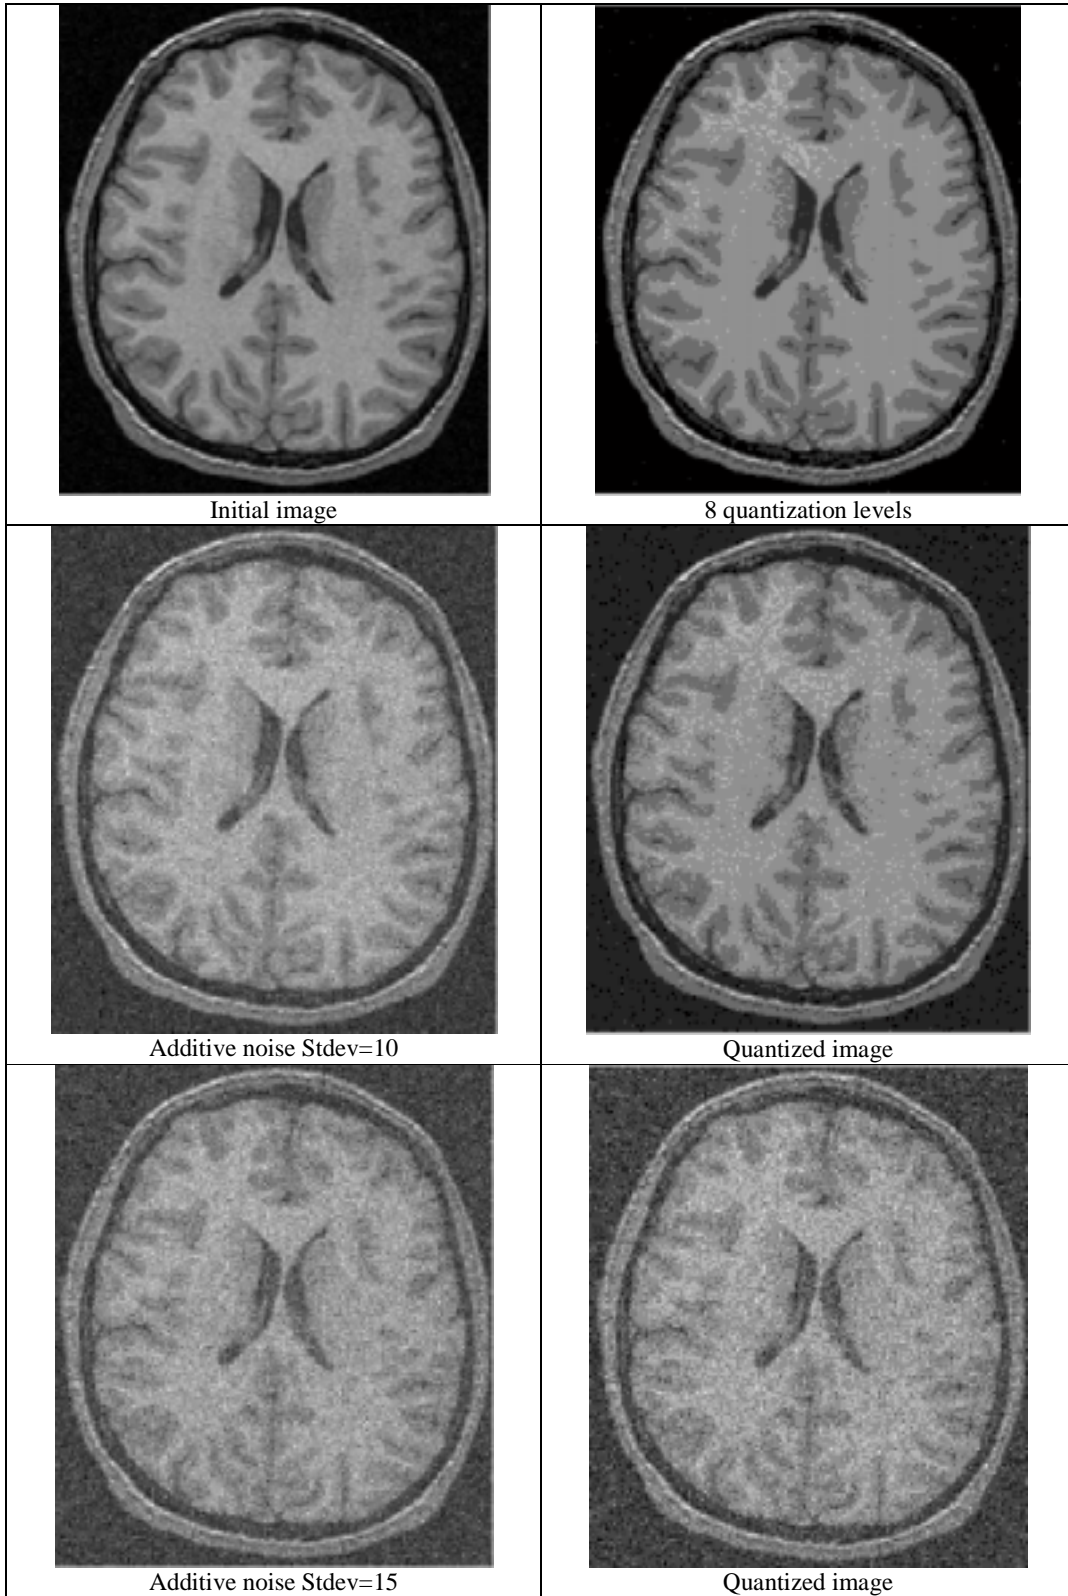 Initial image
8 quantization levels
Additive noise Stdev=10
Quantized image
Additive noise Stdev=15
Quantized image